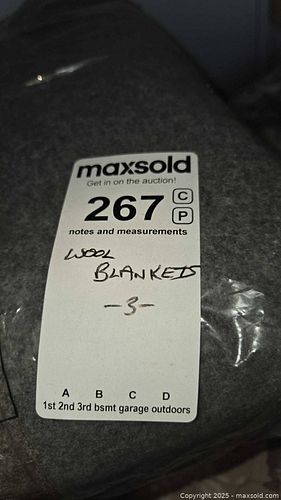 maxsold
Get in on the auction!
267 C
P
notes and measurements
WOOL
BLANKETS
-3-
A B C D
1st 2nd 3rd bsmt garage outdoors
Copyright © 2025 - maxsold.com